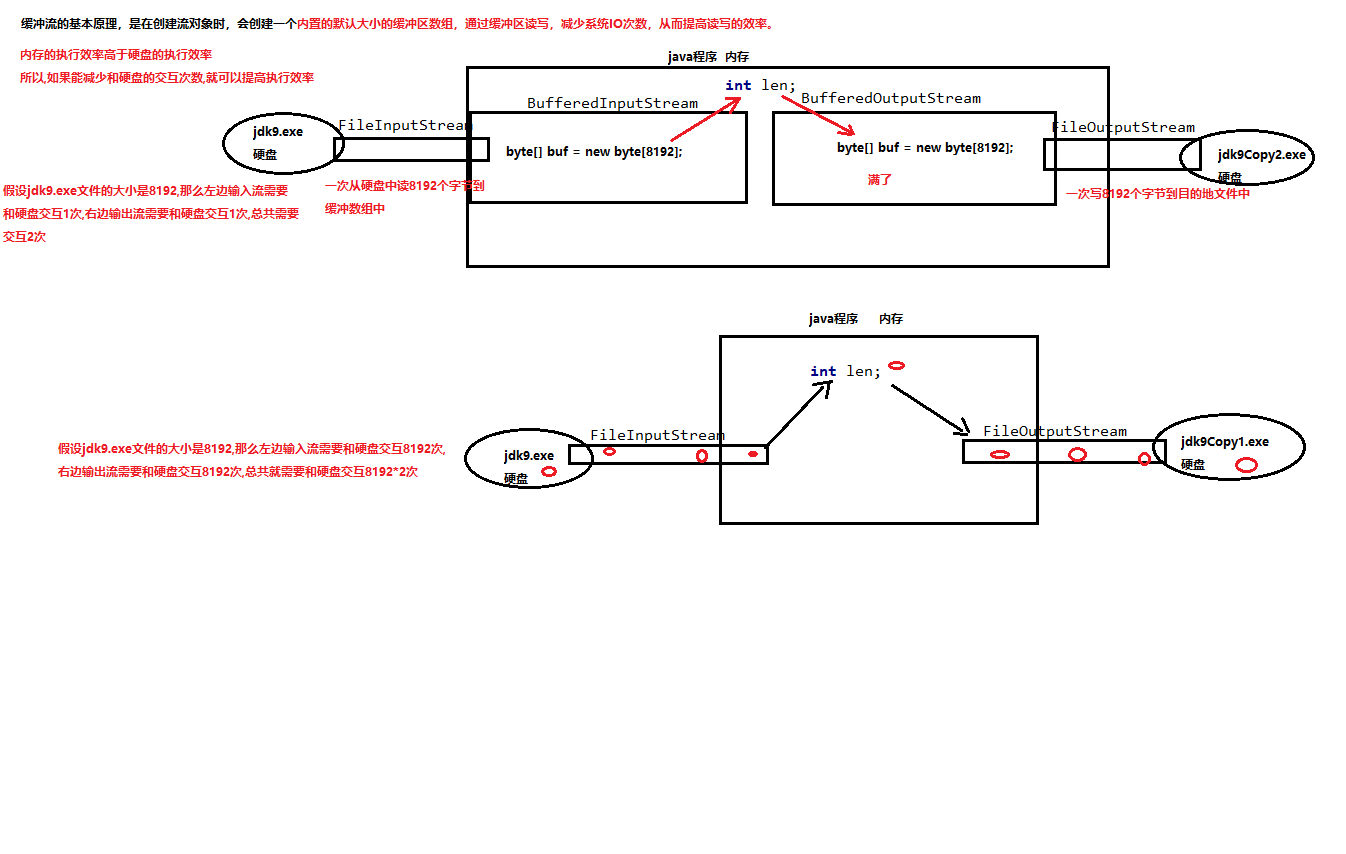 缓冲流的基本原理，是在创建流对象时，会创建一个内置的默认大小的缓冲区数组，通过缓冲区读写，减少系统IO次数，从而提高读写的效率。
内存的执行效率高于硬盘的执行效率
所以,如果能减少和硬盘的交互次数,就可以提高执行效率
java程序 内存
int len;
BufferedInputStream
BufferedOutputStream
FileInputStream
FileOutputStream
jdk9.exe
硬盘
byte[] buf = new byte[8192];
byte[] buf = new byte[8192];
jdk9Copy2.exe
硬盘
满了
假设jdk9.exe文件的大小是8192,那么左边输入流需要
和硬盘交互1次,右边输出流需要和硬盘交互1次,总共需要
交互2次
一次从硬盘中读8192个字节到
缓冲数组中
一次写8192个字节到目的地文件中
java程序 内存
int len;
FileInputStream
FileOutputStream
假设jdk9.exe文件的大小是8192,那么左边输入流需要和硬盘交互8192次,
右边输出流需要和硬盘交互8192次,总共就需要和硬盘交互8192*2次
jdk9.exe
硬盘
jdk9Copy1.exe
硬盘